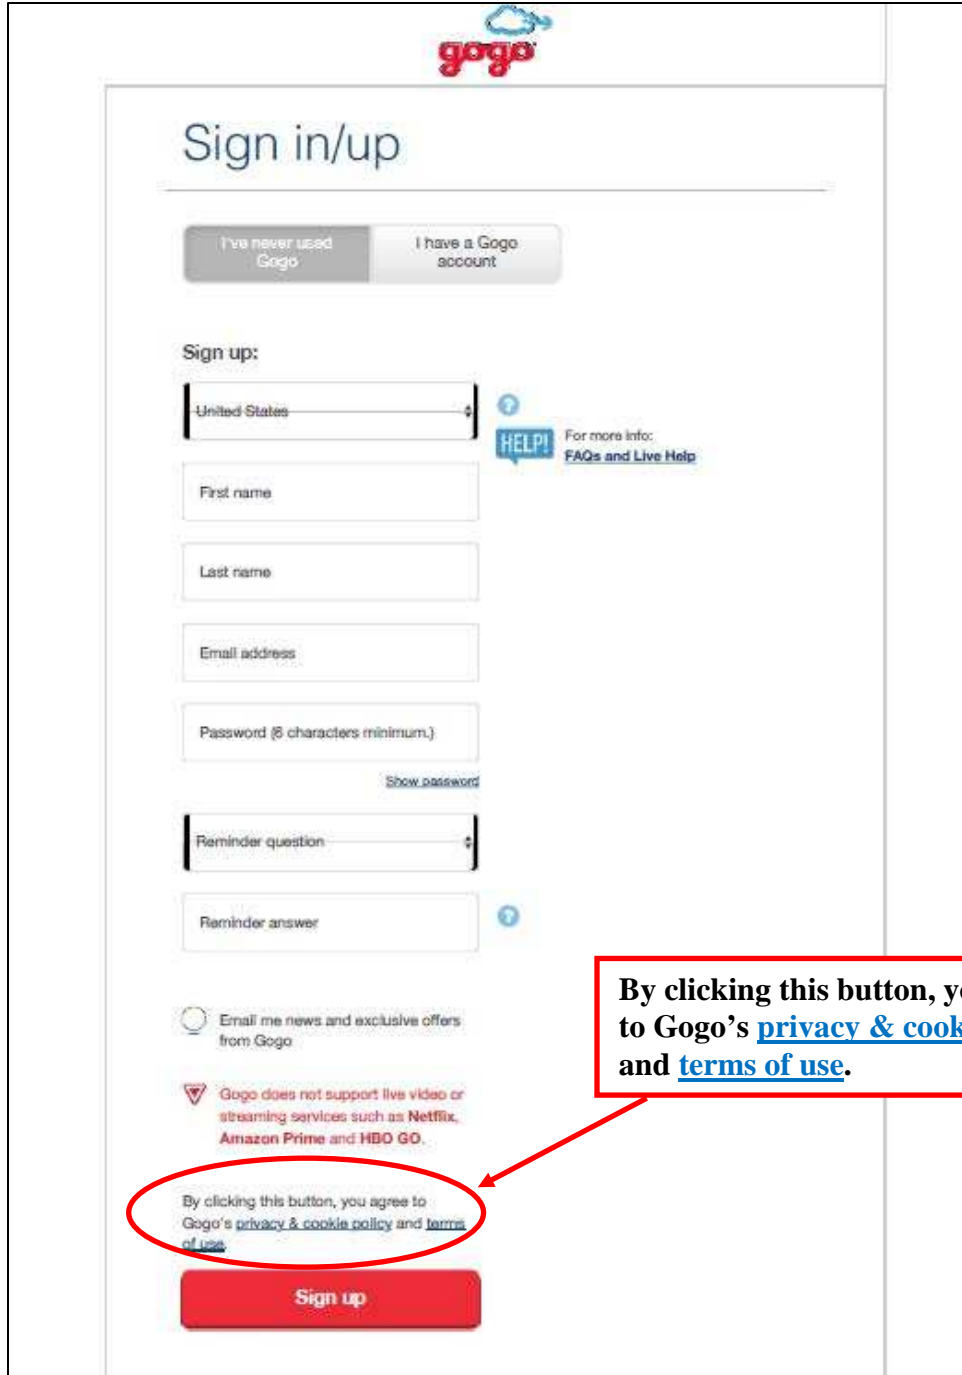 gogo
Sign in/up
I've never used
Gogo
I have a Gogo
account
Sign up:
United States
HELP!
For more info:
FAQs and Live Help
First name
Last name
Email address
Password (6 characters minimum.)
Show password
Reminder question
Reminder answer
Email me news and exclusive offers
from Gogo
Gogo does not support live video or
streaming services such as Netflix,
Amazon Prime and HBO GO.
By clicking this button, you agree to
Gogo's privacy & cookie policy and terms
of use.
Sign up
By clicking this button, yo
to Gogo's privacy & cook
and terms of use.